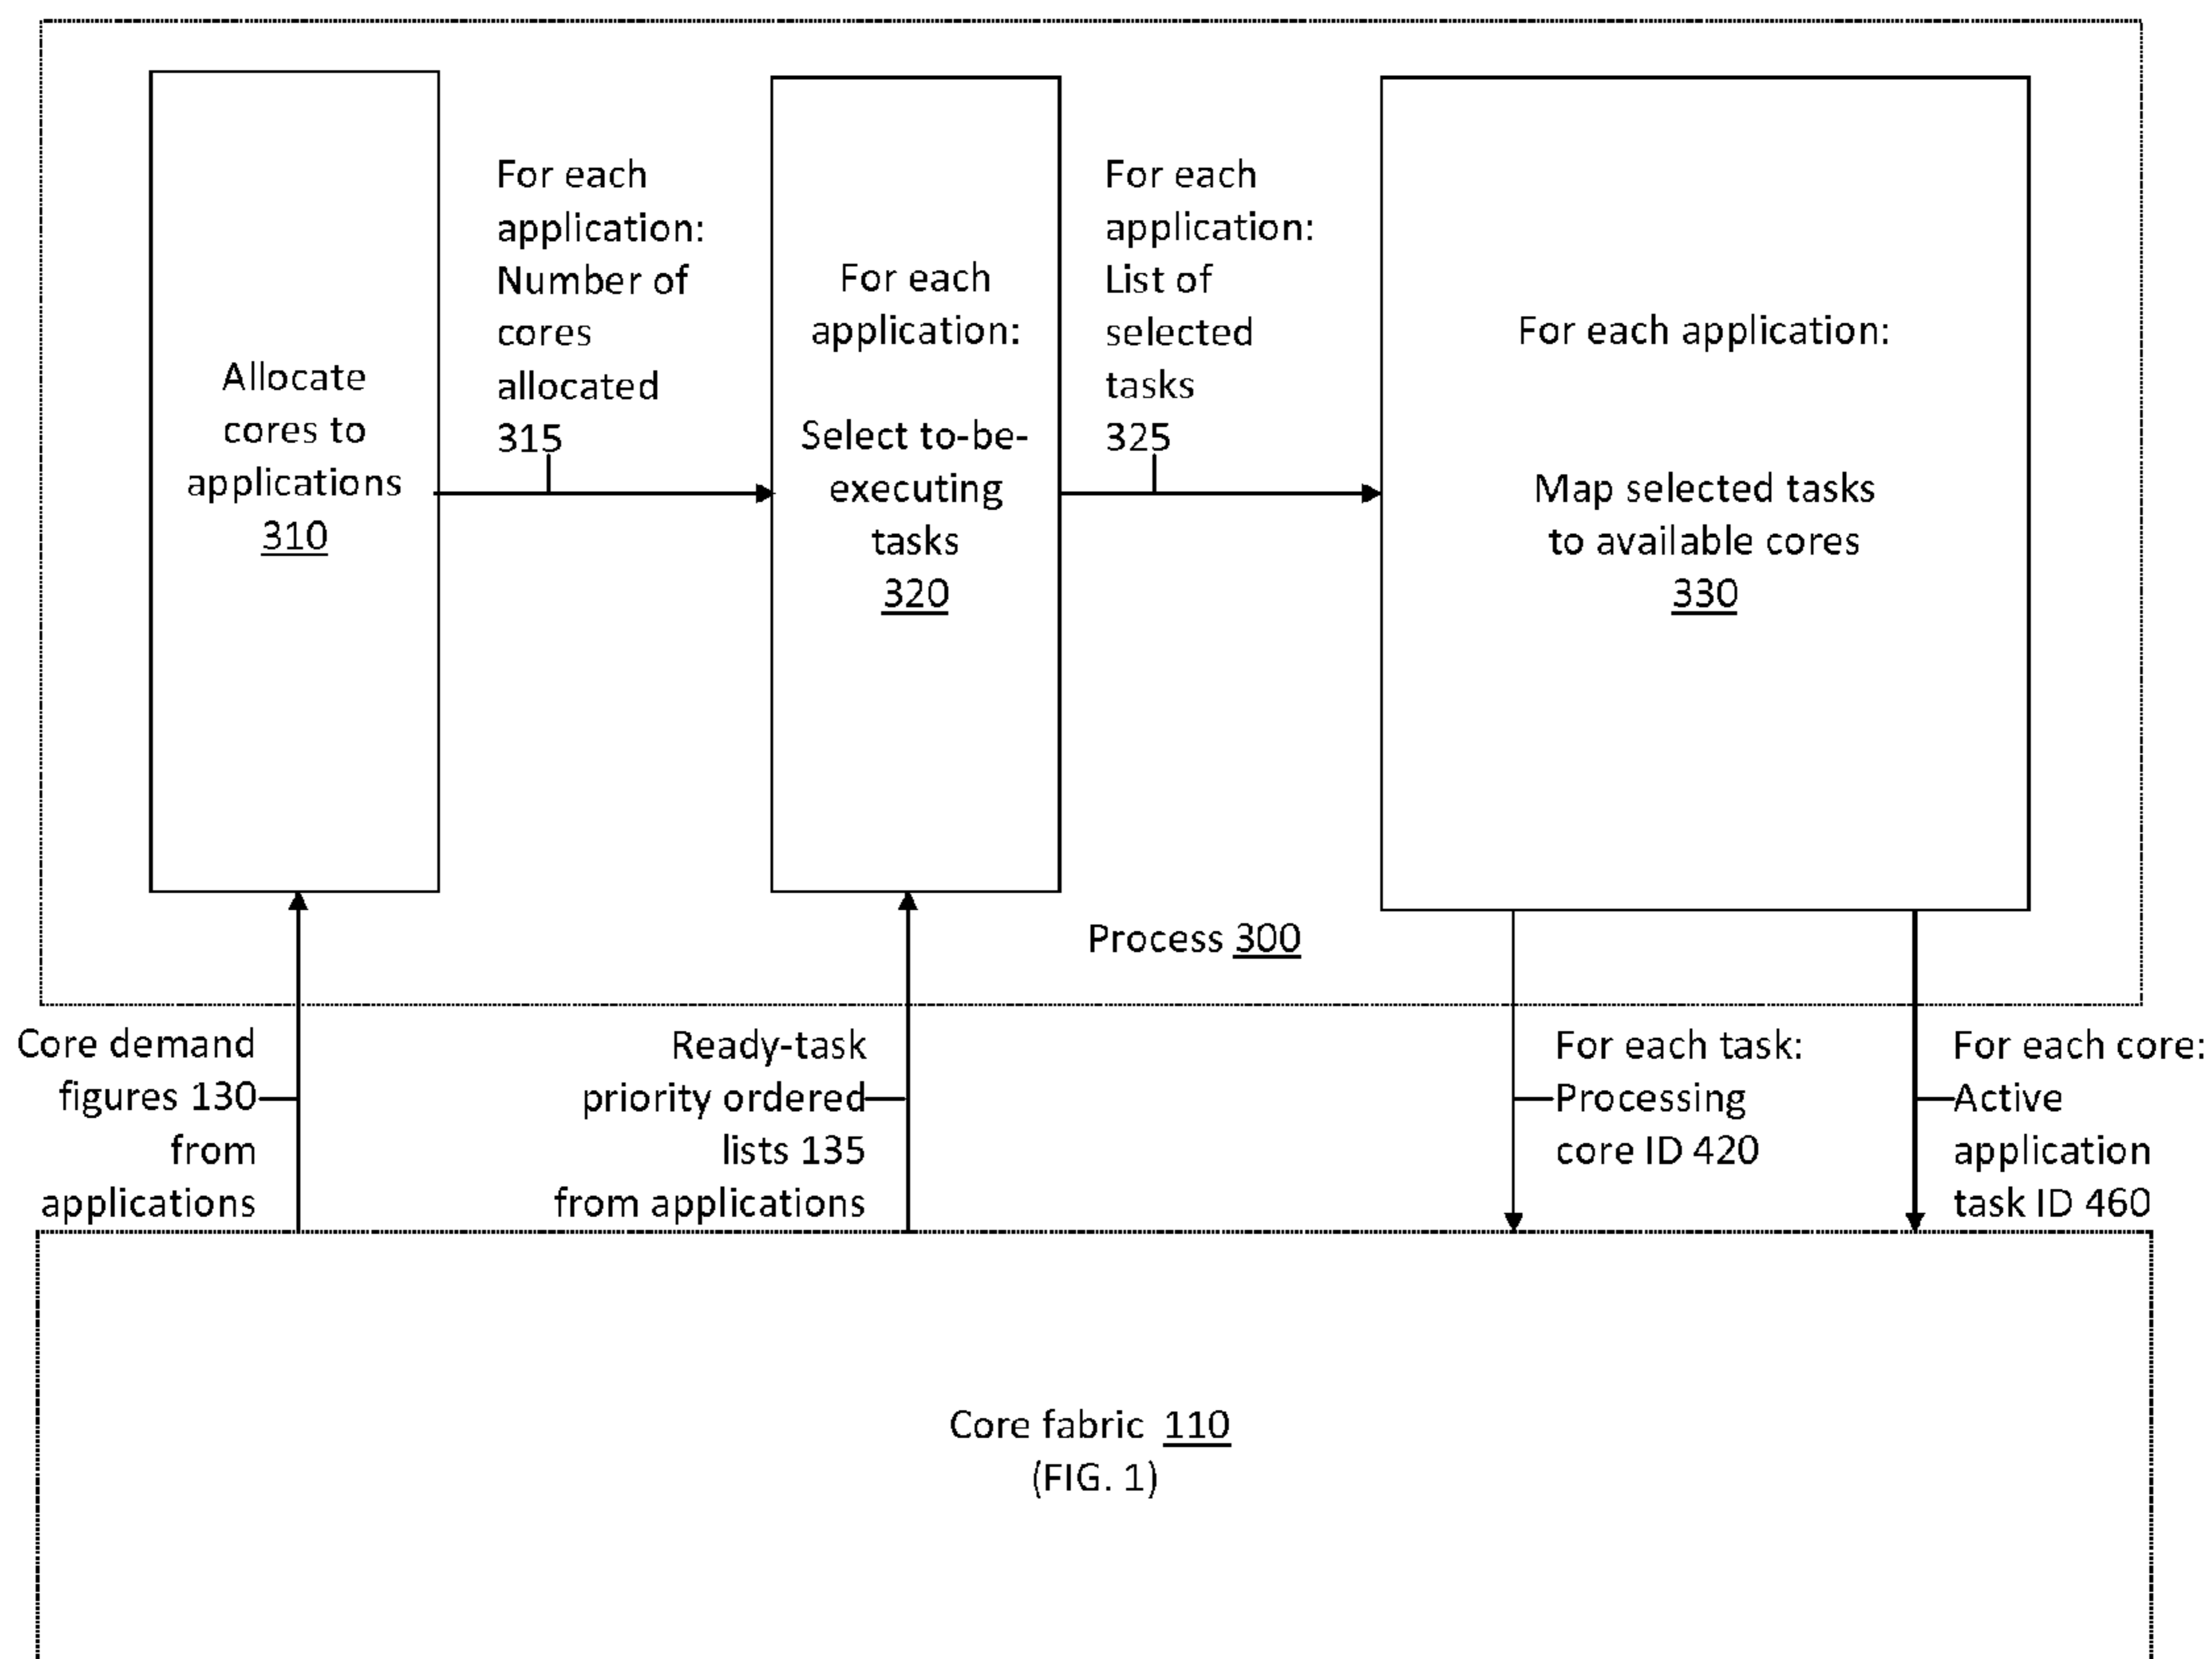 Allocate
cores to
applications
310
For each
application:
Number of
cores
allocated
315
For each
application:
Select to-be-
executing
tasks
320
For each
application:
List of
selected
tasks
325
For each application:
Map selected tasks
to available cores
330
Process 300
Core demand
figures 130
from
applications
Ready-task
priority ordered
lists 135
from applications
For each task:
Processing
core ID 420
For each core:
Active
application
task ID 460
Core fabric 110
(FIG. 1)